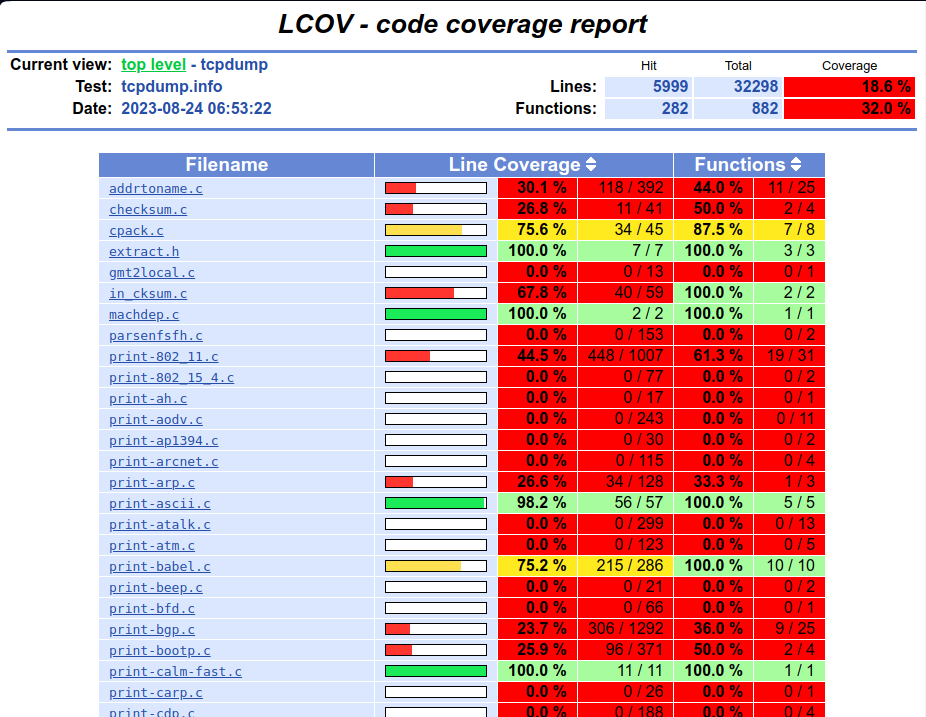 LCOV - code coverage report
Current view: top level - tcpdump Hit Total Coverage
Test: tcpdump.info Lines: 5999 32298 18.6 %
Date: 2023-08-24 06:53:22 Functions: 282 882 32.0 %
Filename Line Coverage Functions
addrtoname.c 30.1 % 118 / 392 44.0 % 11 / 25
checksum.c 26.8 % 11 / 41 50.0 % 2 / 4
cpack.c 75.6 % 34 / 45 87.5 % 7 / 8
extract.h 100.0 % 7 / 7 100.0 % 3 / 3
gmt2local.c 0.0 % 0 / 13 0.0 % 0 / 1
in_cksum.c 67.8 % 40 / 59 100.0 % 2 / 2
machdep.c 100.0 % 2 / 2 100.0 % 1 / 1
parsenfsfh.c 0.0 % 0 / 153 0.0 % 0 / 2
print-802_11.c 44.5 % 448 / 1007 61.3 % 19 / 31
print-802_15_4.c 0.0 % 0 / 77 0.0 % 0 / 2
print-ah.c 0.0 % 0 / 17 0.0 % 0 / 1
print-aodv.c 0.0 % 0 / 243 0.0 % 0 / 11
print-ap1394.c 0.0 % 0 / 30 0.0 % 0 / 2
print-arcnet.c 0.0 % 0 / 115 0.0 % 0 / 4
print-arp.c 26.6 % 34 / 128 33.3 % 1 / 3
print-ascii.c 98.2 % 56 / 57 100.0 % 5 / 5
print-atalk.c 0.0 % 0 / 299 0.0 % 0 / 13
print-atm.c 0.0 % 0 / 123 0.0 % 0 / 5
print-babel.c 75.2 % 215 / 286 100.0 % 10 / 10
print-beep.c 0.0 % 0 / 21 0.0 % 0 / 2
print-bfd.c 0.0 % 0 / 66 0.0 % 0 / 1
print-bgp.c 23.7 % 306 / 1292 36.0 % 9 / 25
print-bootp.c 25.9 % 96 / 371 50.0 % 2 / 4
print-calm-fast.c 100.0 % 11 / 11 100.0 % 1 / 1
print-carp.c 0.0 % 0 / 26 0.0 % 0 / 1
print-cdp.c 0.0 % 0 / 188 0.0 % 0 / 4